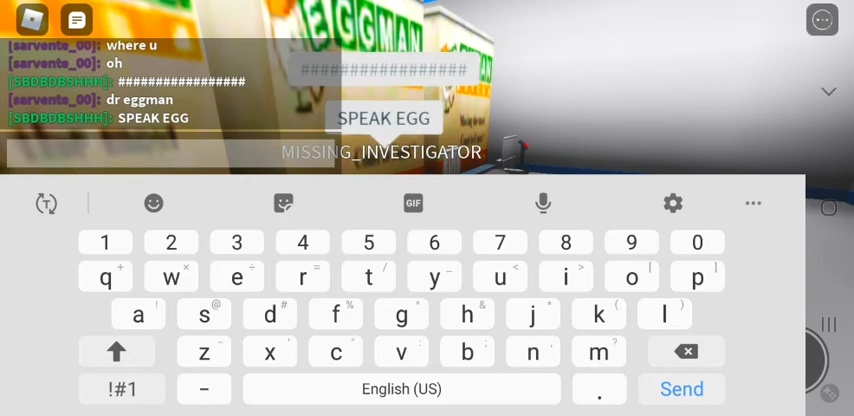 EGGMAN
[sarvente_00]: where u
[sarvente_00]: oh
[SBDBDBSHHH]: #################
[sarvente_00]: dr eggman
[SBDBDBSHHH]: SPEAK EGG
#################
SPEAK EGG
MISSING_INVESTIGATOR
T
GIF
1 2 3 4 5 6 7 8 9 0
q + w × e ÷ r = t / y _ u < i > o [ p ]
a ! s @ d # f % g ^ h & j * k ( l )
z - x ' c " v : b ; n , m ?
!#1 - English (US) . Send